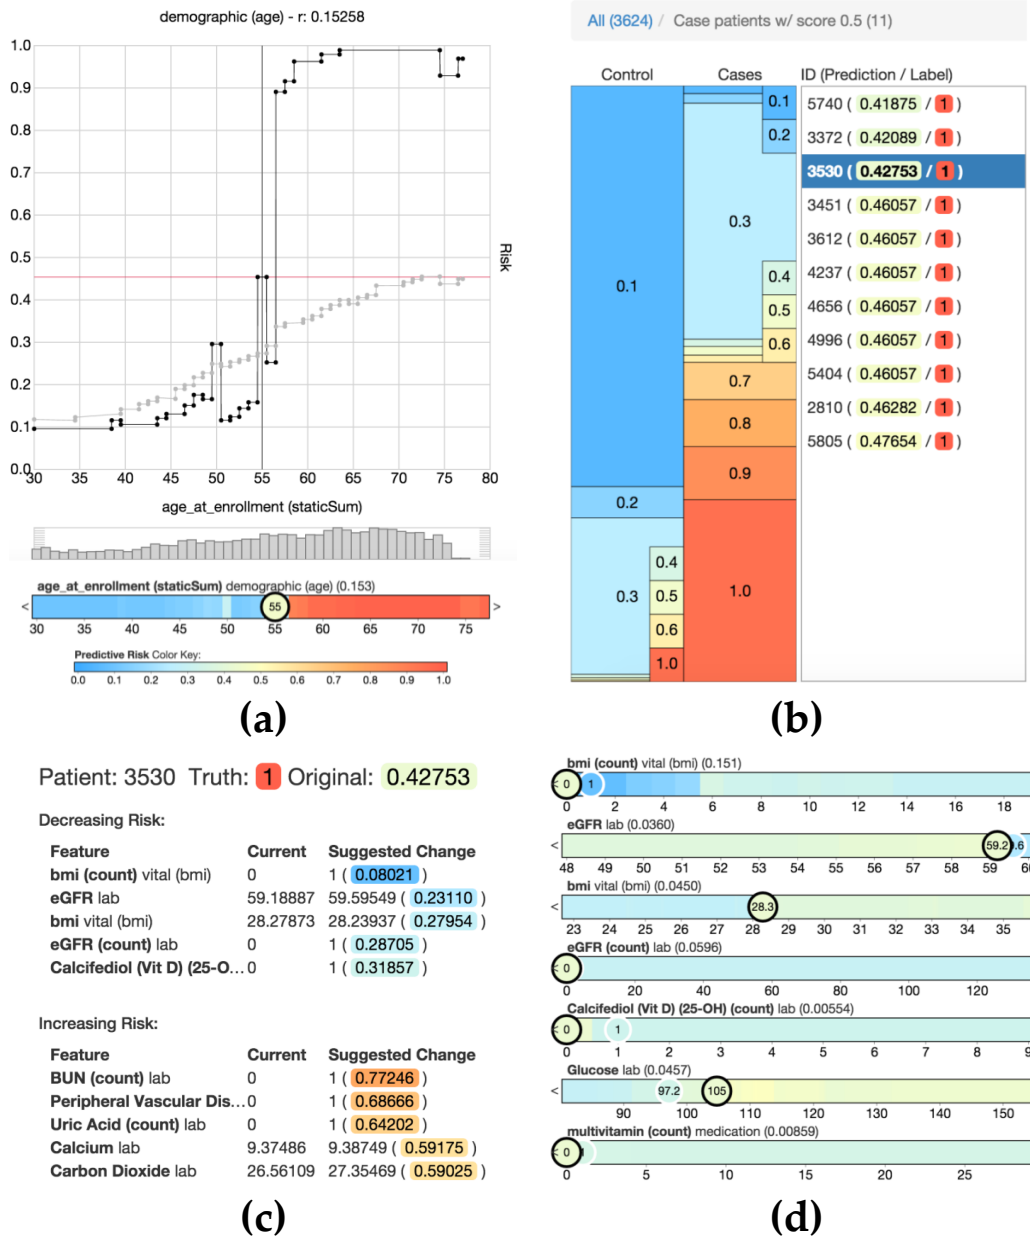 demographic (age) - r: 0.15258
1.0
0.9
0.8
0.7
0.6
0.5
0.4
0.3
0.2
0.1
0.0
Risk
30 35 40 45 50 55 60 65 70 75 80
age_at_enrollment (staticSum)
age_at_enrollment (staticSum) demographic (age) (0.153)
< 55 >
30 35 40 45 50 55 60 65 70 75
Predictive Risk Color Key:
0.0 0.1 0.2 0.3 0.4 0.5 0.6 0.7 0.8 0.9 1.0
(a)
All (3624) / Case patients w/ score 0.5 (11)
Control Cases ID (Prediction / Label)
0.1
0.2
0.3
0.4
0.5
0.6
1.0
0.1
0.2
0.3
0.4
0.5
0.6
0.7
0.8
0.9
1.0
5740 ( 0.41875 / 1 )
3372 ( 0.42089 / 1 )
3530 ( 0.42753 / 1 )
3451 ( 0.46057 / 1 )
3612 ( 0.46057 / 1 )
4237 ( 0.46057 / 1 )
4656 ( 0.46057 / 1 )
4996 ( 0.46057 / 1 )
5404 ( 0.46057 / 1 )
2810 ( 0.46282 / 1 )
5805 ( 0.47654 / 1 )
(b)
Patient: 3530 Truth: 1 Original: 0.42753
Decreasing Risk:
Feature Current Suggested Change
bmi (count) vital (bmi) 0 1 ( 0.08021 )
eGFR lab 59.18887 59.59549 ( 0.23110 )
bmi vital (bmi) 28.27873 28.23937 ( 0.27954 )
eGFR (count) lab 0 1 ( 0.28705 )
Calcifediol (Vit D) (25-O... 0 1 ( 0.31857 )
Increasing Risk:
Feature Current Suggested Change
BUN (count) lab 0 1 ( 0.77246 )
Peripheral Vascular Dis... 0 1 ( 0.68666 )
Uric Acid (count) lab 0 1 ( 0.64202 )
Calcium lab 9.37486 9.38749 ( 0.59175 )
Carbon Dioxide lab 26.56109 27.35469 ( 0.59025 )
(c)
bmi (count) vital (bmi) (0.151)
0 1
0 2 4 6 8 10 12 14 16 18
eGFR lab (0.0360)
< 59.2 .6
48 49 50 51 52 53 54 55 56 57 58 59 60
bmi vital (bmi) (0.0450)
< 28.3
23 24 25 26 27 28 29 30 31 32 33 34 35
eGFR (count) lab (0.0596)
0
0 20 40 60 80 100 120
Calcifediol (Vit D) (25-OH) (count) lab (0.00554)
0 1
0 1 2 3 4 5 6 7 8 9
Glucose lab (0.0457)
< 97.2 105
90 100 110 120 130 140 150
multivitamin (count) medication (0.00859)
0
0 5 10 15 20 25
(d)